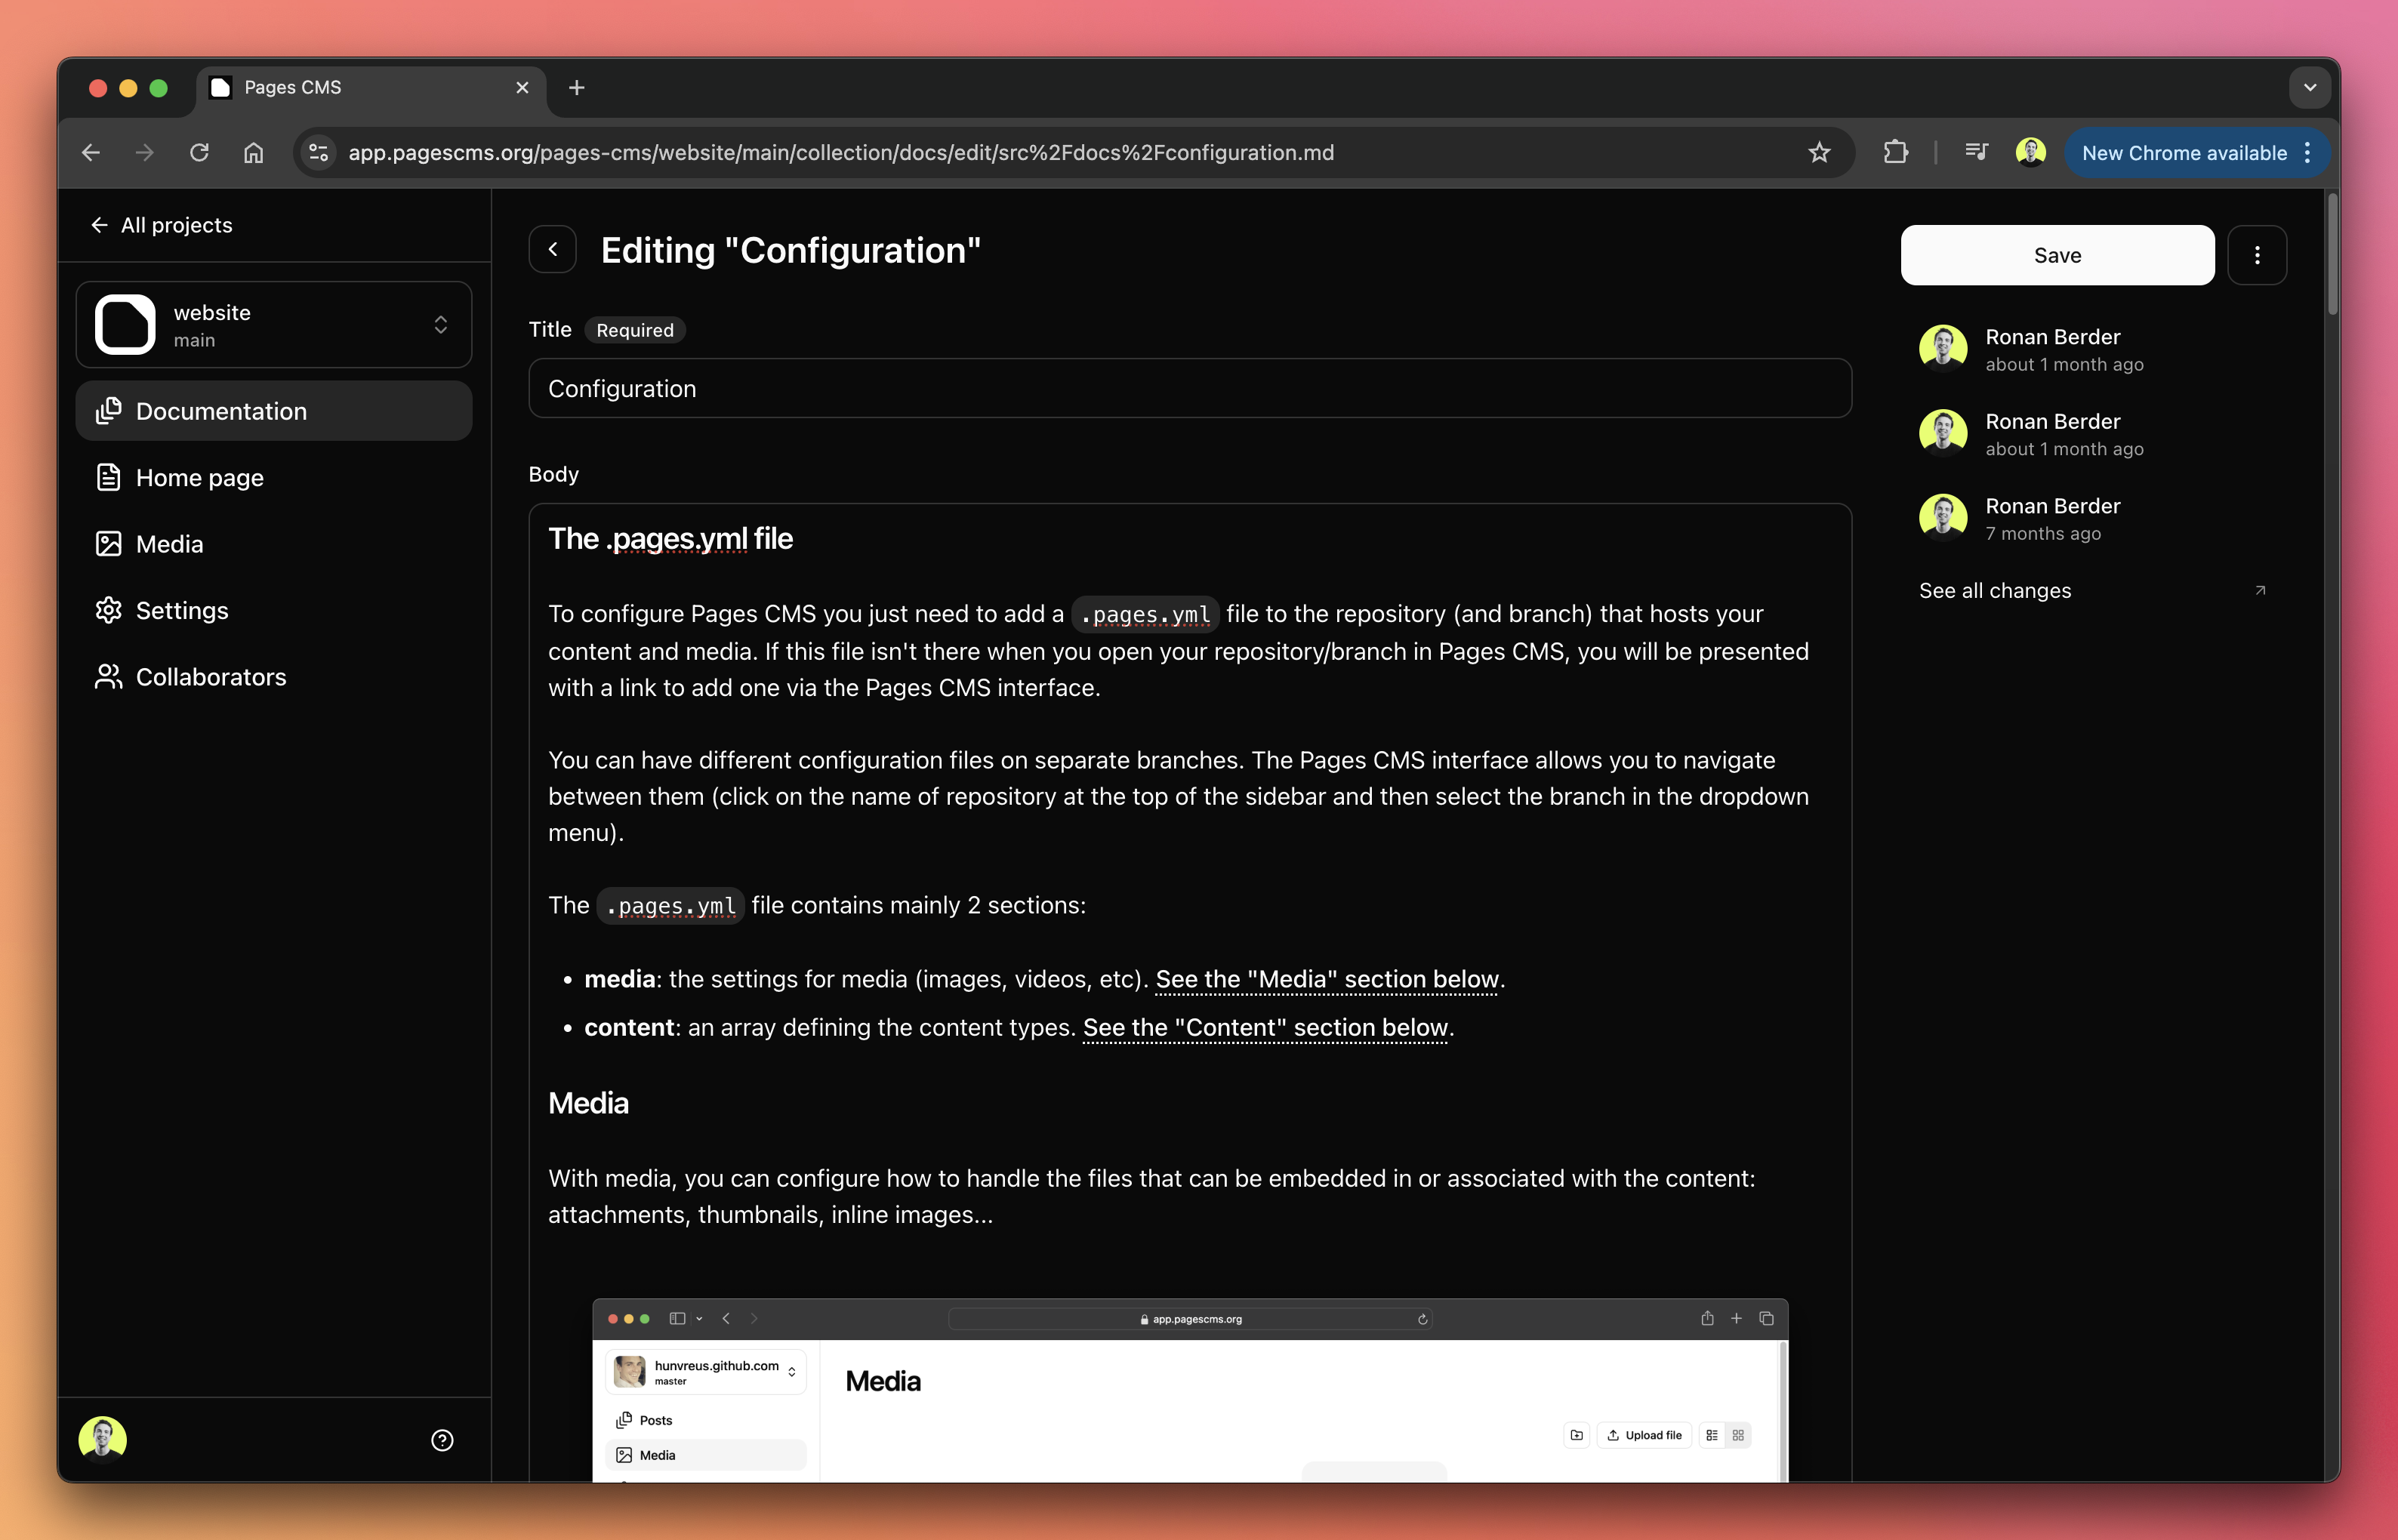 Pages CMS
app.pagescms.org/pages-cms/website/main/collection/docs/edit/src%2Fdocs%2Fconfiguration.md
New Chrome available
All projects
website
main
Documentation
Home page
Media
Settings
Collaborators
Editing "Configuration"
Title Required
Configuration
Body
The .pages.yml file
To configure Pages CMS you just need to add a .pages.yml file to the repository (and branch) that hosts your
content and media. If this file isn't there when you open your repository/branch in Pages CMS, you will be presented
with a link to add one via the Pages CMS interface.
You can have different configuration files on separate branches. The Pages CMS interface allows you to navigate
between them (click on the name of repository at the top of the sidebar and then select the branch in the dropdown
menu).
The .pages.yml file contains mainly 2 sections:
• media: the settings for media (images, videos, etc). See the "Media" section below.
• content: an array defining the content types. See the "Content" section below.
Media
With media, you can configure how to handle the files that can be embedded in or associated with the content:
attachments, thumbnails, inline images...
app.pagescms.org
hunvreus.github.com
master
Posts
Media
Media
Upload file
Save
Ronan Berder
about 1 month ago
Ronan Berder
about 1 month ago
Ronan Berder
7 months ago
See all changes